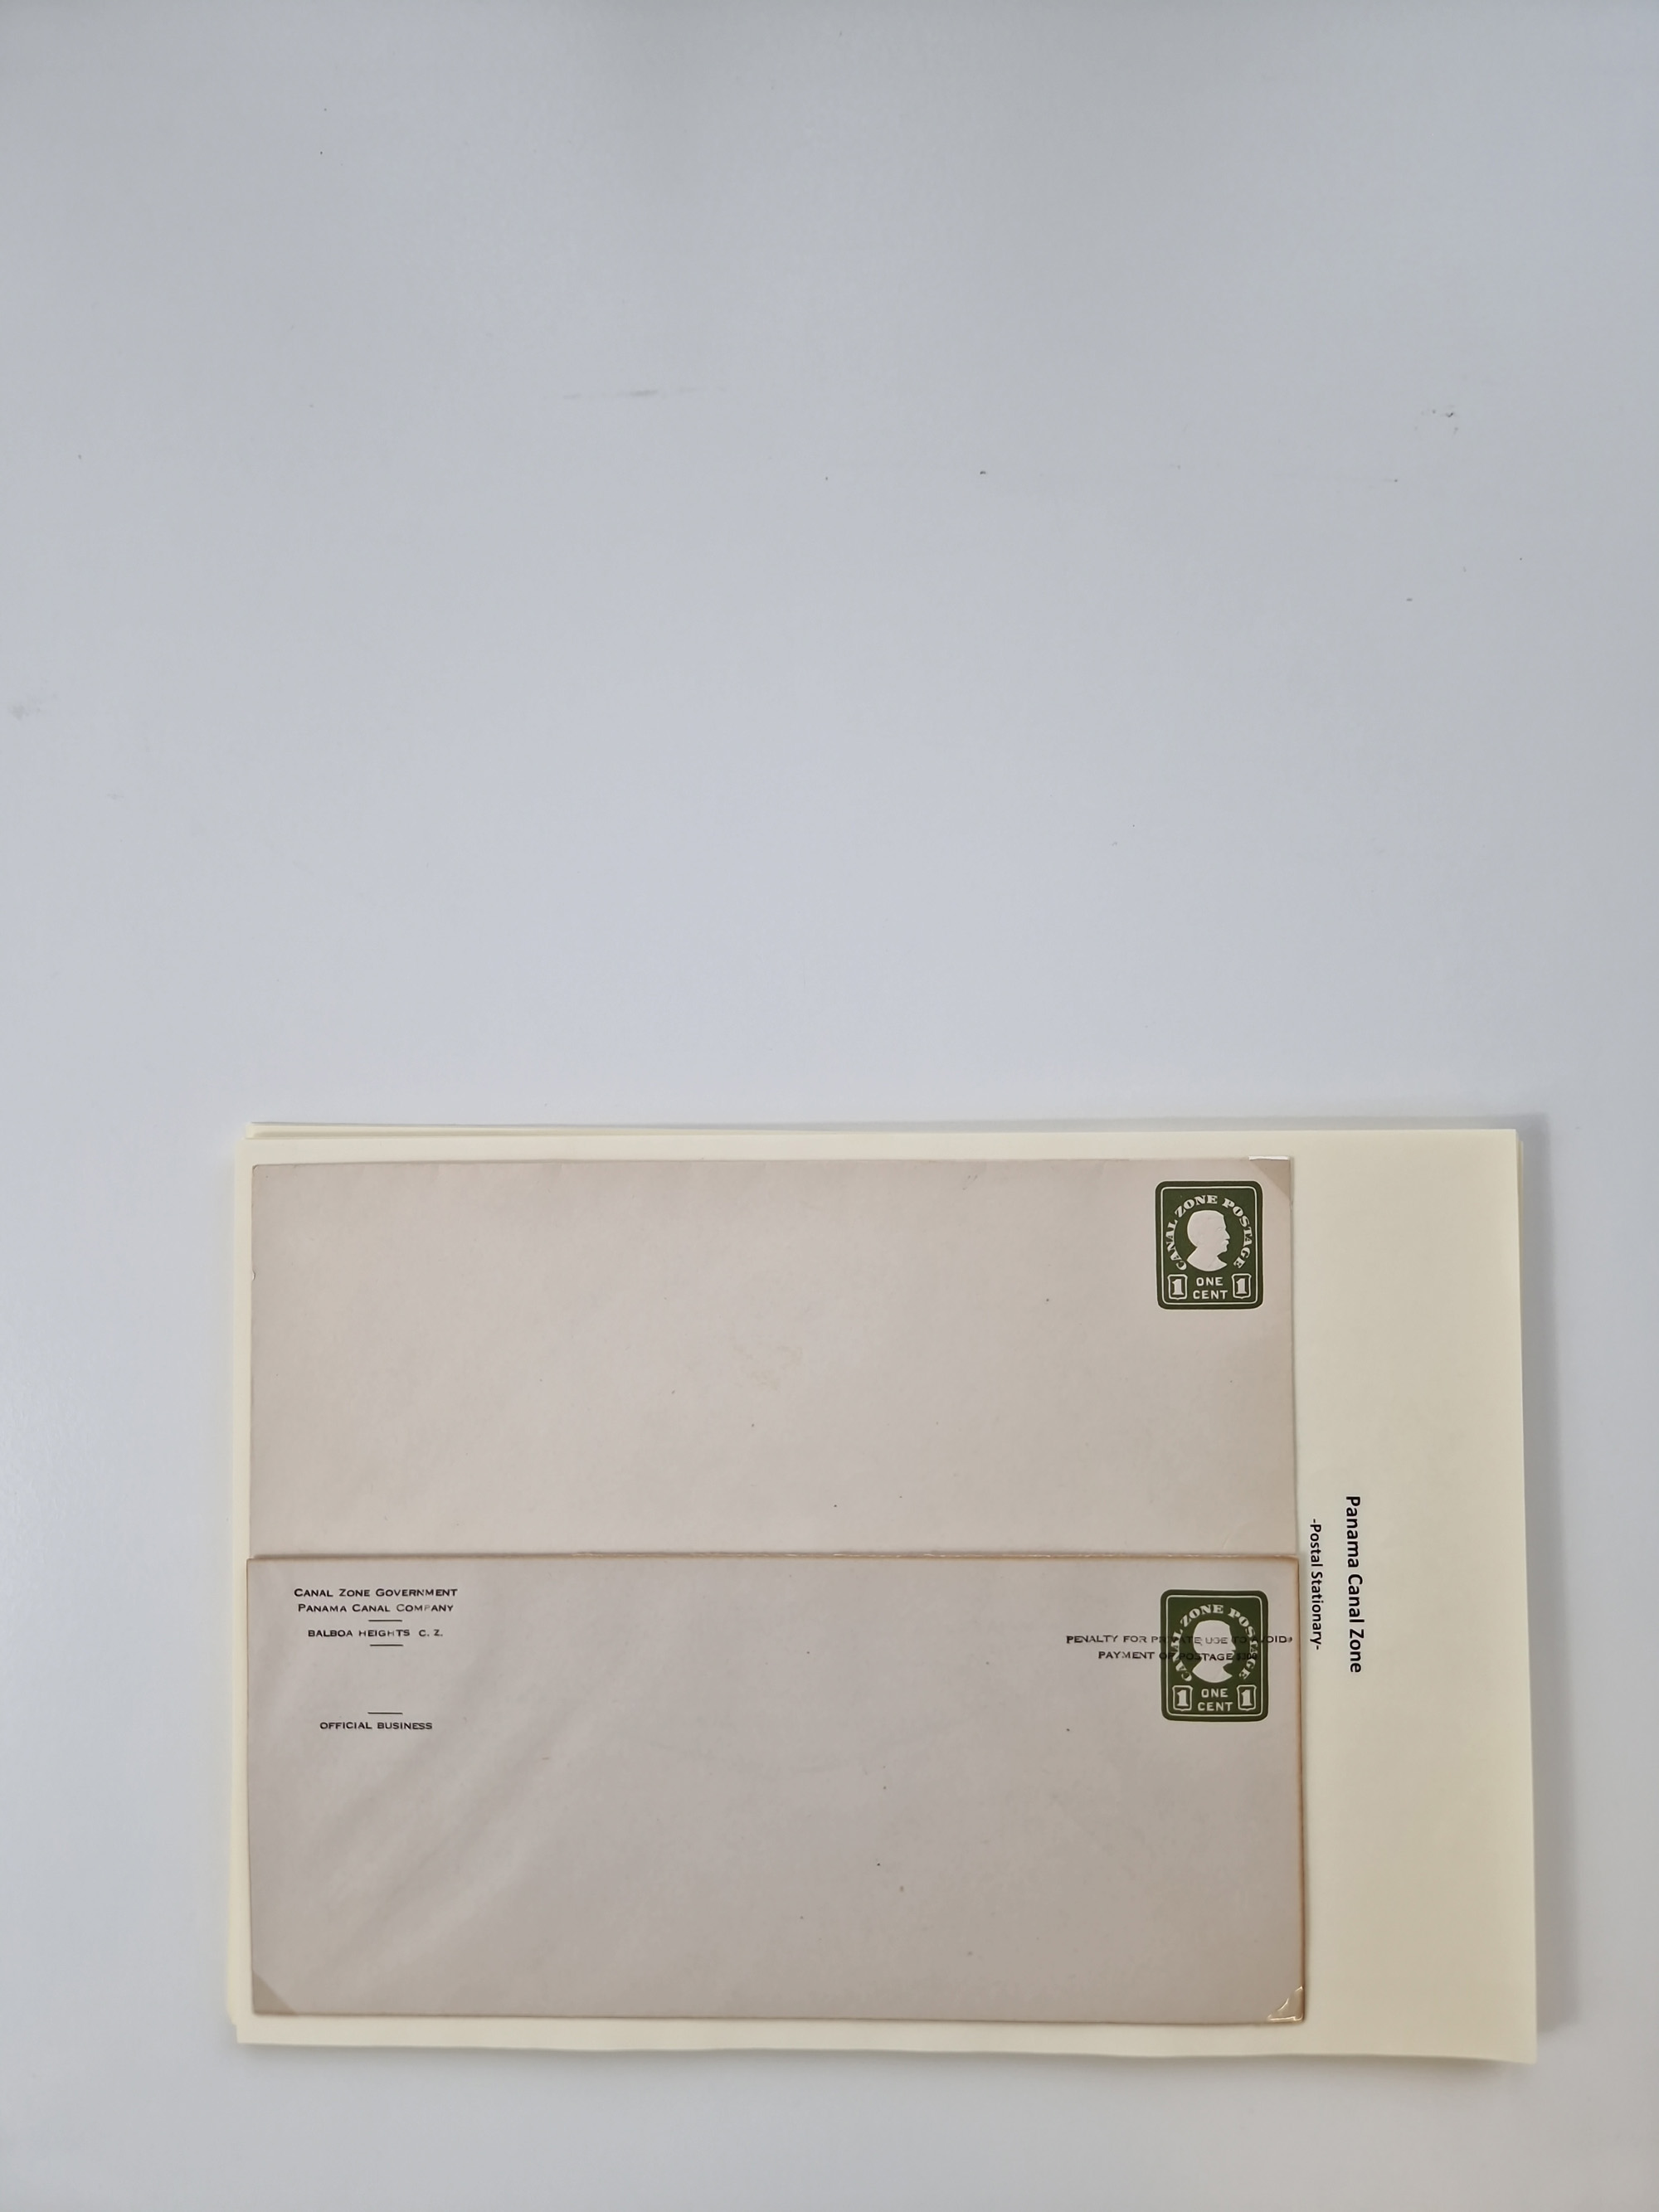 Panama Canal Zone
-Postal Stationary-
CANAL ZONE POSTAGE
1 ONE CENT 1
CANAL ZONE GOVERNMENT
PANAMA CANAL COMPANY
BALBOA HEIGHTS C. Z.
OFFICIAL BUSINESS
PENALTY FOR PRIVATE USE TO AVOID
PAYMENT OF POSTAGE $300
CANAL ZONE POSTAGE
1 ONE CENT 1